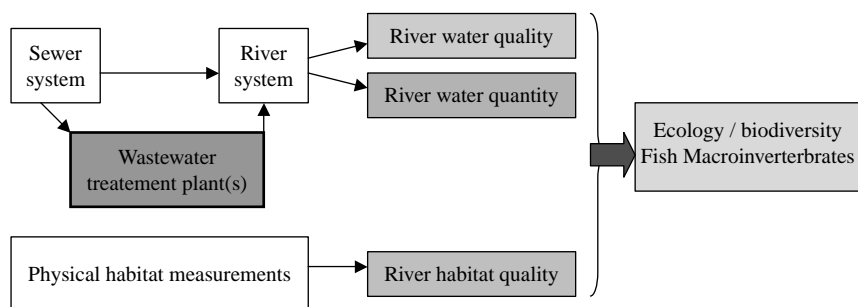 Sewer
system
River
system
River water quality
River water quantity
Wastewater
treatement plant(s)
Ecology / biodiversity
Fish Macroinverterbrates
Physical habitat measurements
River habitat quality